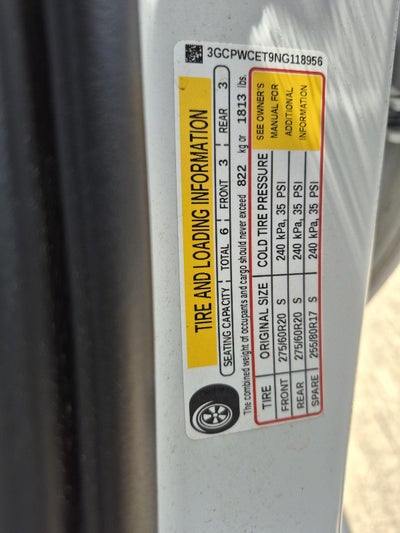 3GCPWCET9NG118956
TIRE AND LOADING INFORMATION
SEATING CAPACITY TOTAL 6 FRONT 3 REAR 3
The combined weight of occupants and cargo should never exceed 822 kg or 1813 lbs.
TIRE ORIGINAL SIZE COLD TIRE PRESSURE
FRONT 275/60R20 S 240 kPa, 35 PSI
REAR 275/60R20 S 240 kPa, 35 PSI
SPARE 255/80R17 S 240 kPa, 35 PSI
SEE OWNER'S
MANUAL FOR
ADDITIONAL
INFORMATION